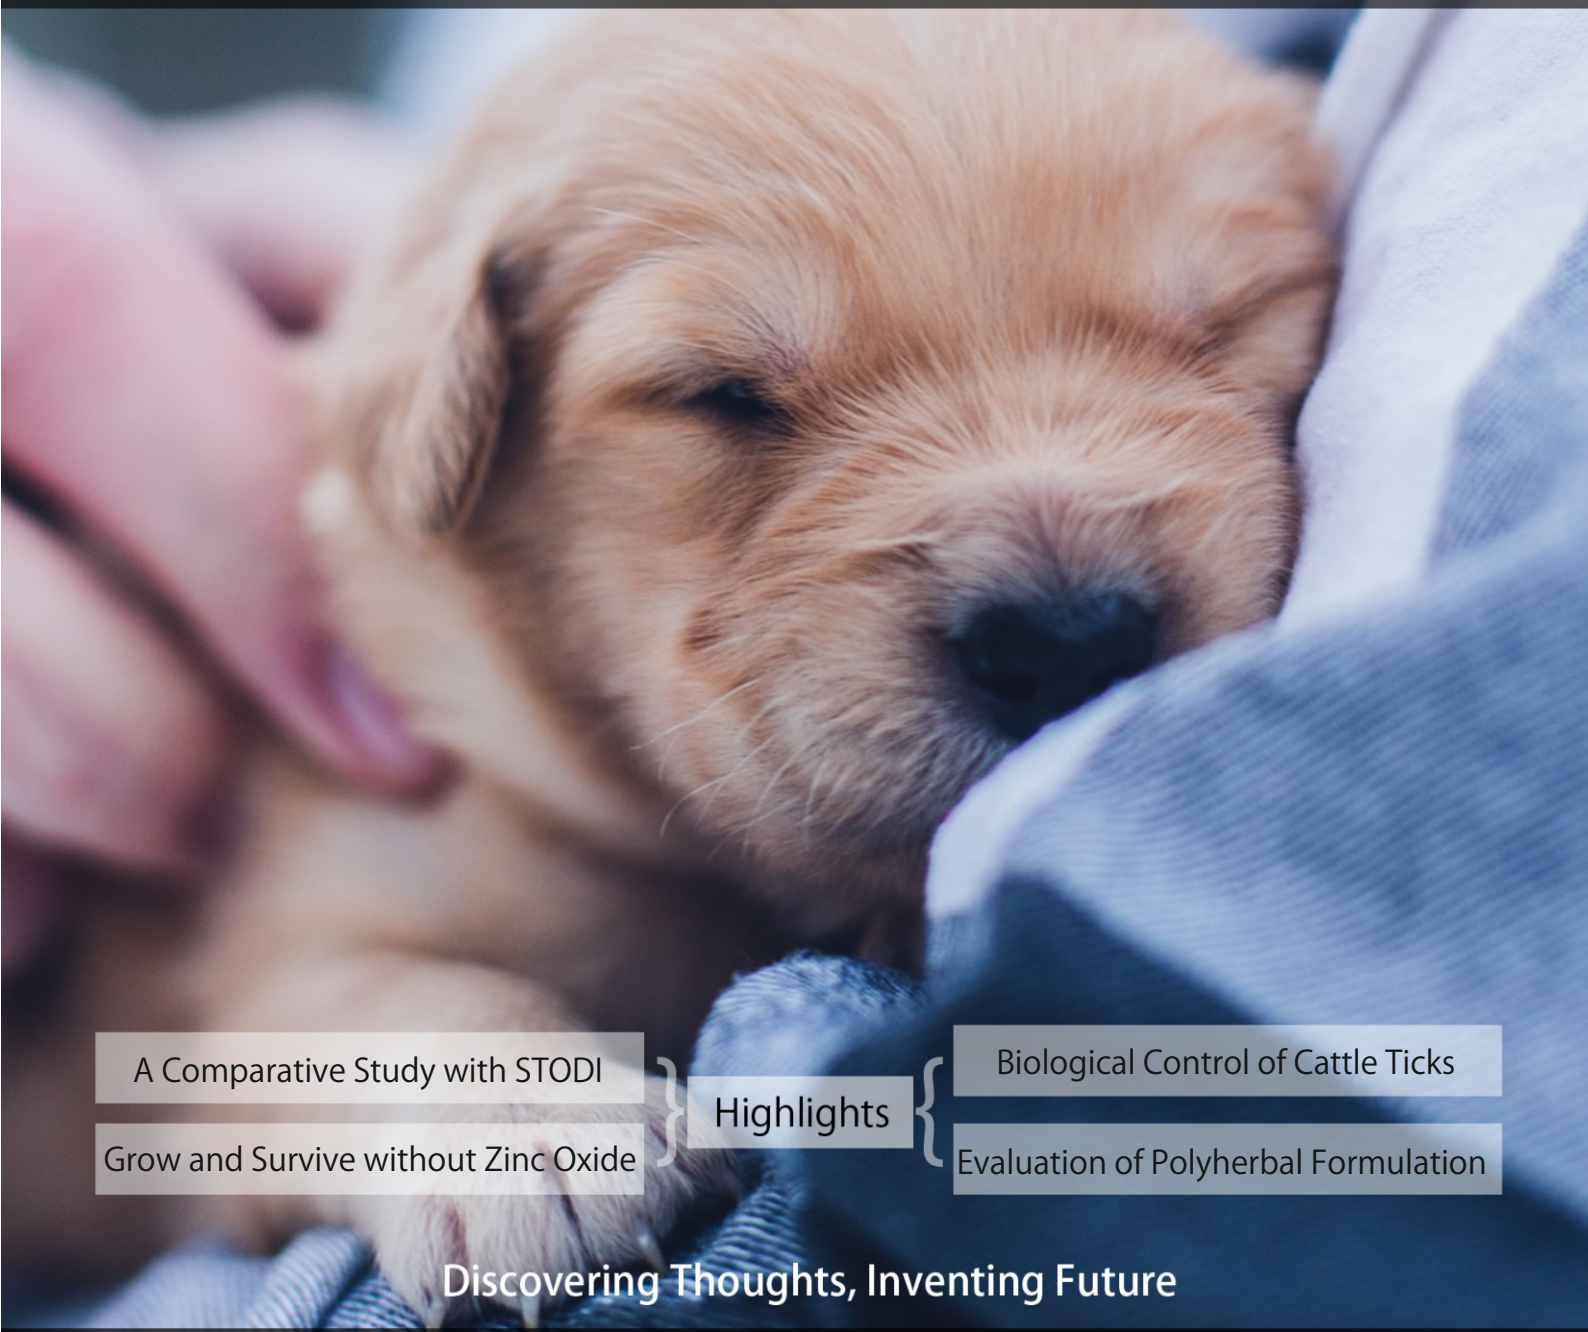 A Comparative Study with STODI
Grow and Survive without Zinc Oxide
Highlights
Biological Control of Cattle Ticks
Evaluation of Polyherbal Formulation
Discovering Thoughts, Inventing Future